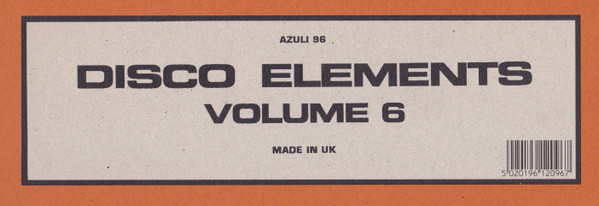 AZULI 96
DISCO ELEMENTS
VOLUME 6
MADE IN UK
5 020196 120967